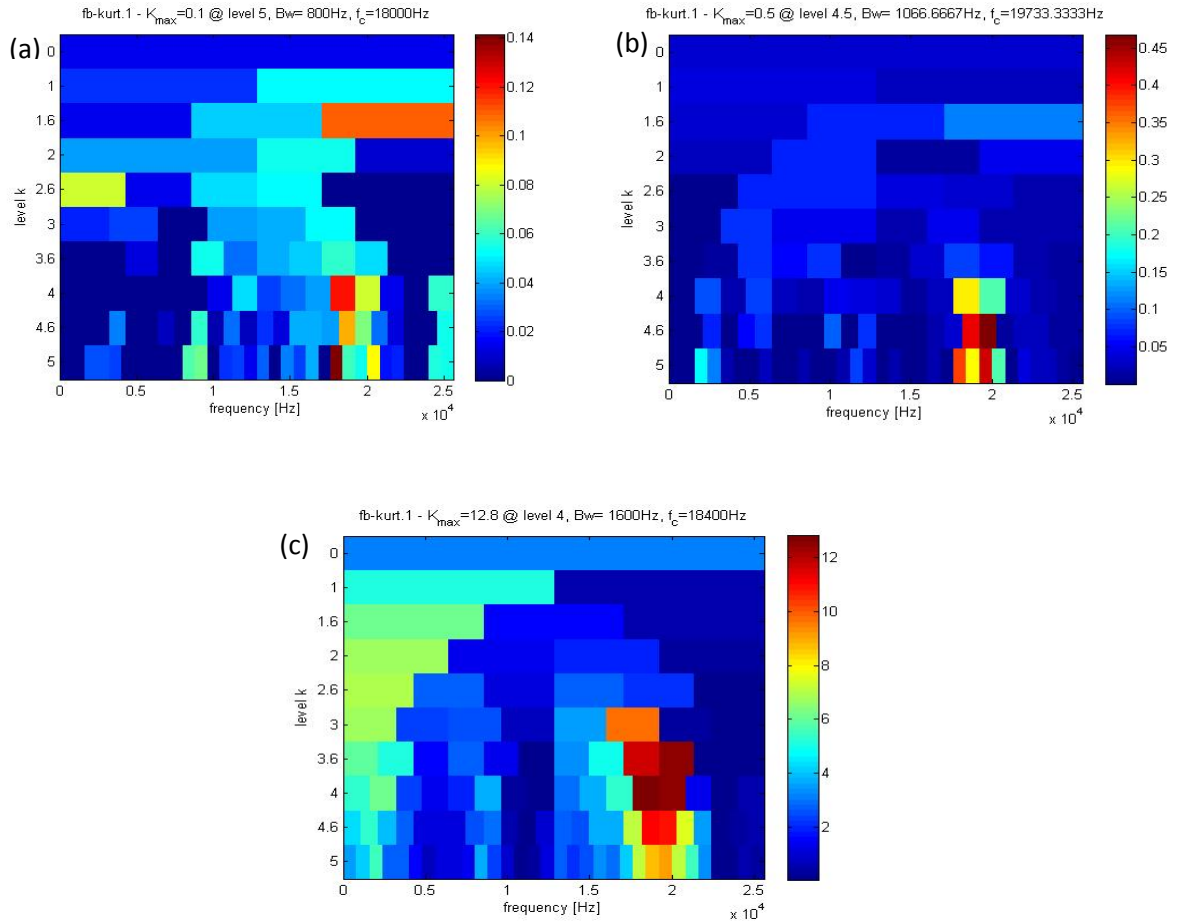 fb-kurt.1 - K_max=0.1 @ level 5, Bw= 800Hz, f_c=18000Hz
(a)
0
1
1.6
2
2.6
3
3.6
4
4.6
5
level k
0 0.5 1 1.5 2 2.5
frequency [Hz]
x 10^4
0.14
0.12
0.1
0.08
0.06
0.04
0.02
0
fb-kurt.1 - K_max=0.5 @ level 4.5, Bw= 1066.6667Hz, f_c=19733.3333Hz
(b)
0
1
1.6
2
2.6
3
3.6
4
4.6
5
level k
0 0.5 1 1.5 2 2.5
frequency [Hz]
x 10^4
0.45
0.4
0.35
0.3
0.25
0.2
0.15
0.1
0.05
fb-kurt.1 - K_max=12.8 @ level 4, Bw= 1600Hz, f_c=18400Hz
(c)
0
1
1.6
2
2.6
3
3.6
4
4.6
5
level k
0 0.5 1 1.5 2 2.5
frequency [Hz]
x 10^4
12
10
8
6
4
2